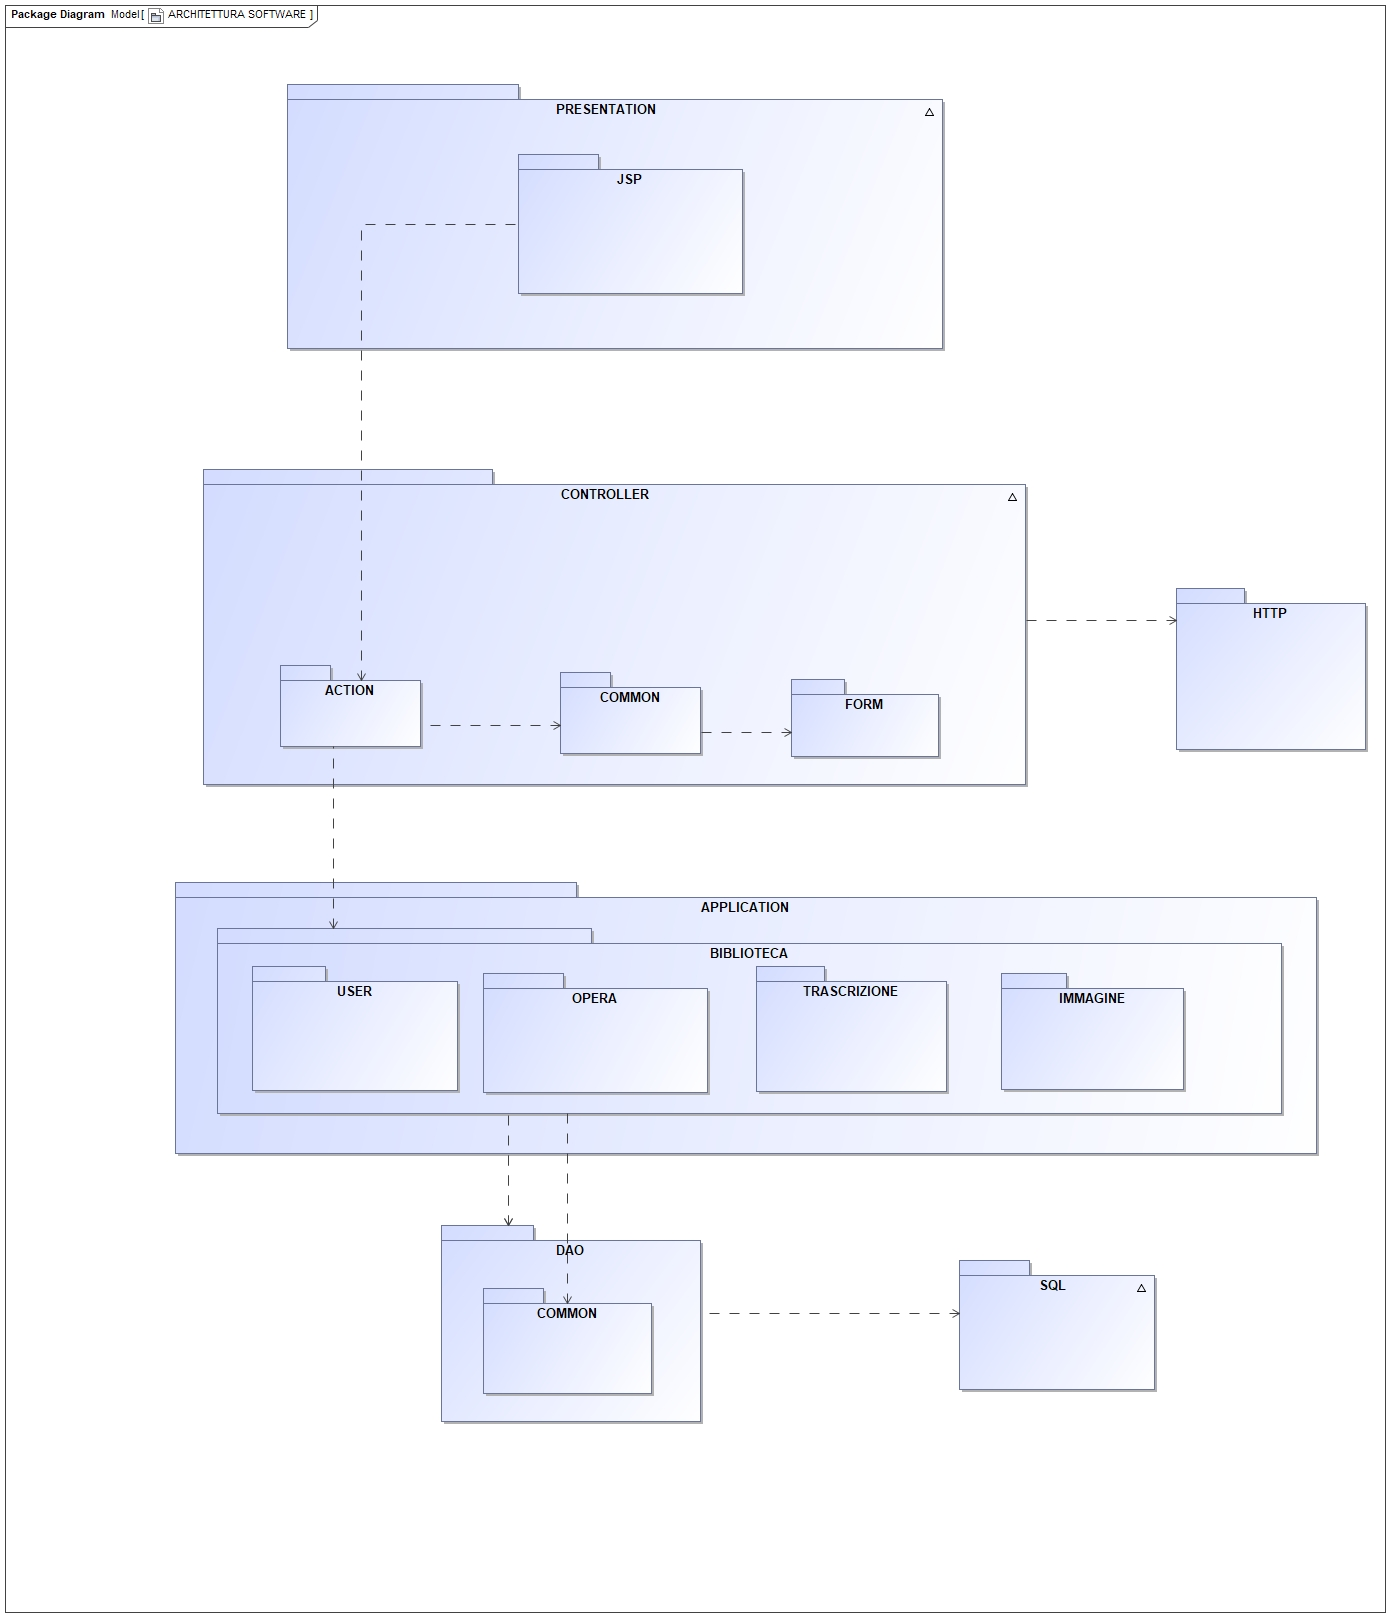 Package Diagram Model[ ARCHITETTURA SOFTWARE ]
PRESENTATION
JSP
CONTROLLER
HTTP
ACTION
COMMON
FORM
APPLICATION
BIBLIOTECA
USER
OPERA
TRASCRIZIONE
IMMAGINE
DAO
SQL
COMMON